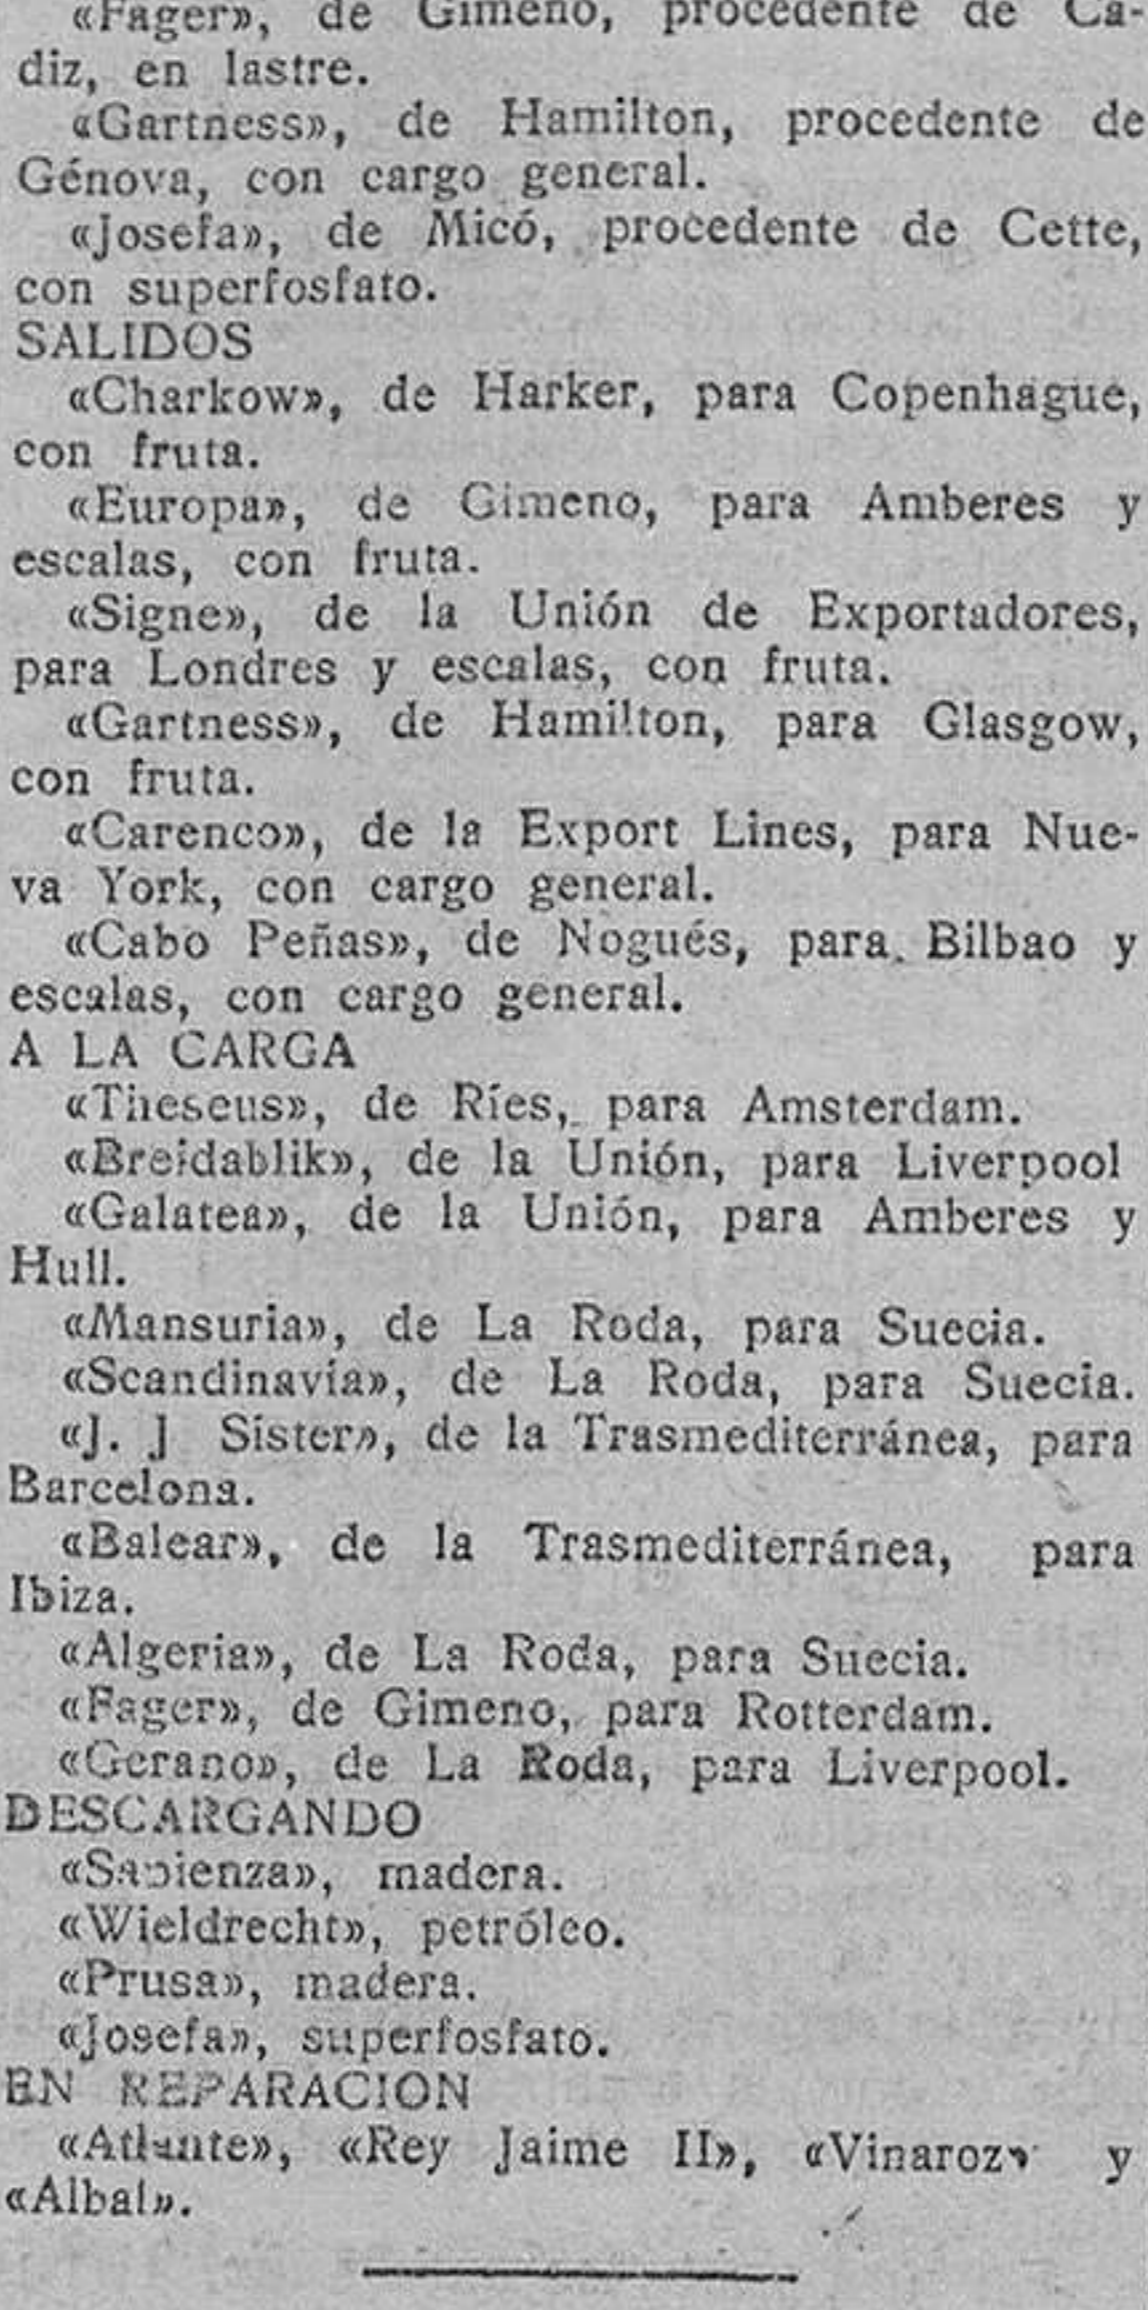 «Fager», de Gimeno, procedente de Cá-
diz, en lastre.
«Gartness», de Hamilton, procedente de
Génova, con cargo general.
«Josefa», de Micó, procedente de Cette,
con superfosfato.
SALIDOS
«Charkow», de Harker, para Copenhague,
con fruta.
«Europa», de Gimeno, para Amberes y
escalas, con fruta.
«Signe», de la Unión de Exportadores,
para Londres y escalas, con fruta.
«Gartness», de Hamilton, para Glasgow,
con fruta.
«Carenco», de la Export Lines, para Nue-
va York, con cargo general.
«Cabo Peñas», de Nogués, para Bilbao y
escalas, con cargo general.
A LA CARGA
«Theseus», de Ríes, para Amsterdam.
«Breidablik», de la Unión, para Liverpool
«Galatea», de la Unión, para Amberes y
Hull.
«Mansuria», de La Roda, para Suecia.
«Scandinavia», de La Roda, para Suecia.
«J. J Sister», de la Trasmediterránea, para
Barcelona.
«Balear», de la Trasmediterránea, para
Ibiza.
«Algeria», de La Roda, para Suecia.
«Fager», de Gimeno, para Rotterdam.
«Gerano», de La Roda, para Liverpool.
DESCARGANDO
«Sapienza», madera.
«Wieldrecht», petróleo.
«Prusa», madera.
«Josefa», superfosfato.
EN REPARACION
«Atlante», «Rey Jaime II», «Vinaroz» y
«Albal».